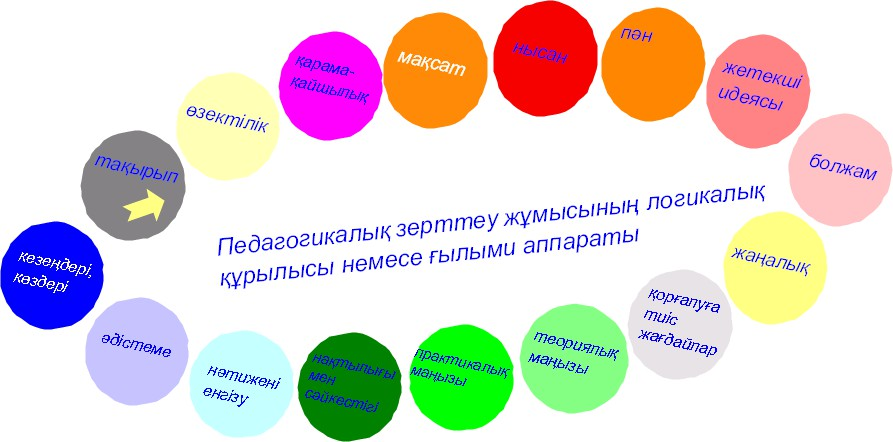 тақырып
өзектілік
қарама-
қайшылық
мақсат
нысан
пән
жетекші
идеясы
болжам
жаңалық
қорғалуға
тиіс
жағдайлар
теориялық
маңызы
практикалық
маңызы
нақтылығы
мен
сәйкестігі
нәтижені
енгізу
әдістеме
кезеңдері,
көздері
Педагогикалық зерттеу жұмысының логикалық
құрылысы немесе ғылыми аппараты